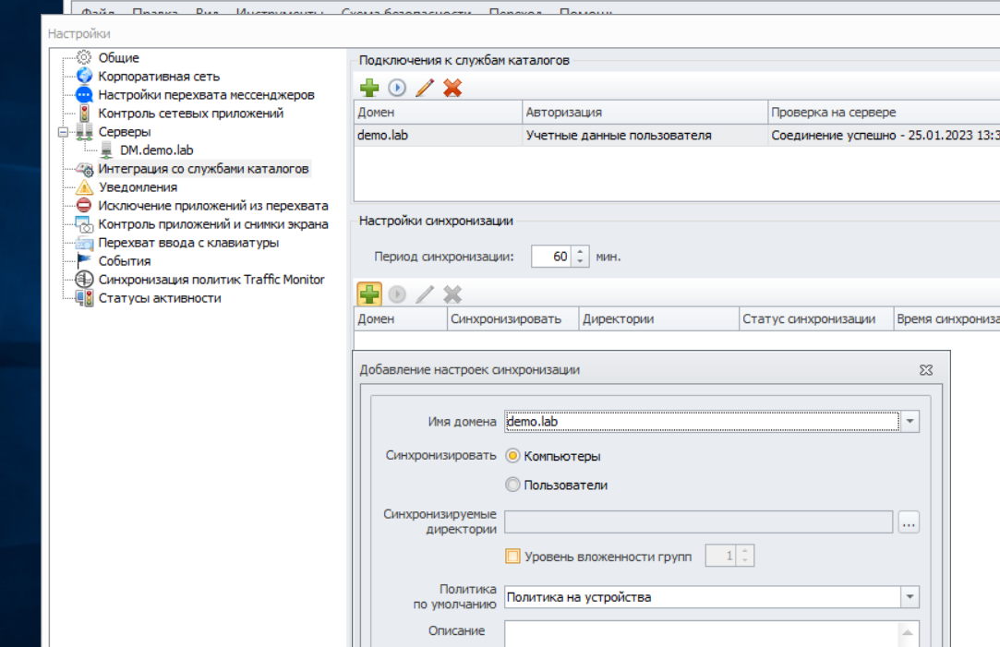 Файл Правка Вид Инструменты Схема безопасности Переход Помощь
Настройки
Общие
Корпоративная сеть
Настройки перехвата мессенджеров
Контроль сетевых приложений
Серверы
DM.demo.lab
Интеграция со службами каталогов
Уведомления
Исключение приложений из перехвата
Контроль приложений и снимки экрана
Перехват ввода с клавиатуры
События
Синхронизация политик Traffic Monitor
Статусы активности
Подключения к службам каталогов
Домен Авторизация Проверка на сервере
demo.lab Учетные данные пользователя Соединение успешно - 25.01.2023 13:3
Настройки синхронизации
Период синхронизации: 60 мин.
Домен Синхронизировать Директории Статус синхронизации Время синхрониза
Добавление настроек синхронизации
Имя домена demo.lab
Синхронизировать Компьютеры
Пользователи
Синхронизируемые
директории ...
Уровень вложенности групп 1
Политика
по умолчанию Политика на устройства
Описание